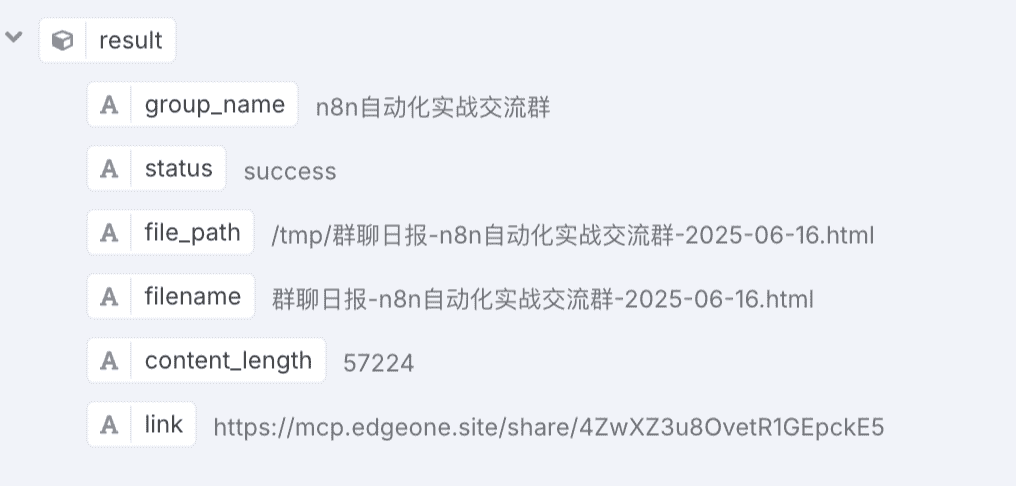 result
A group_name n8n自动化实战交流群
A status success
A file_path /tmp/群聊日报-n8n自动化实战交流群-2025-06-16.html
A filename 群聊日报-n8n自动化实战交流群-2025-06-16.html
A content_length 57224
A link https://mcp.edgeone.site/share/4ZwXZ3u8OvetR1GEpckE5